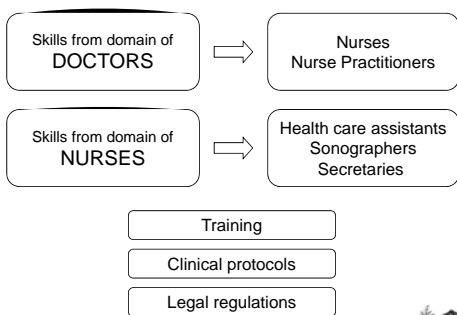 Skills from domain of
DOCTORS
Nurses
Nurse Practitioners
Skills from domain of
NURSES
Health care assistants
Sonographers
Secretaries
Training
Clinical protocols
Legal regulations